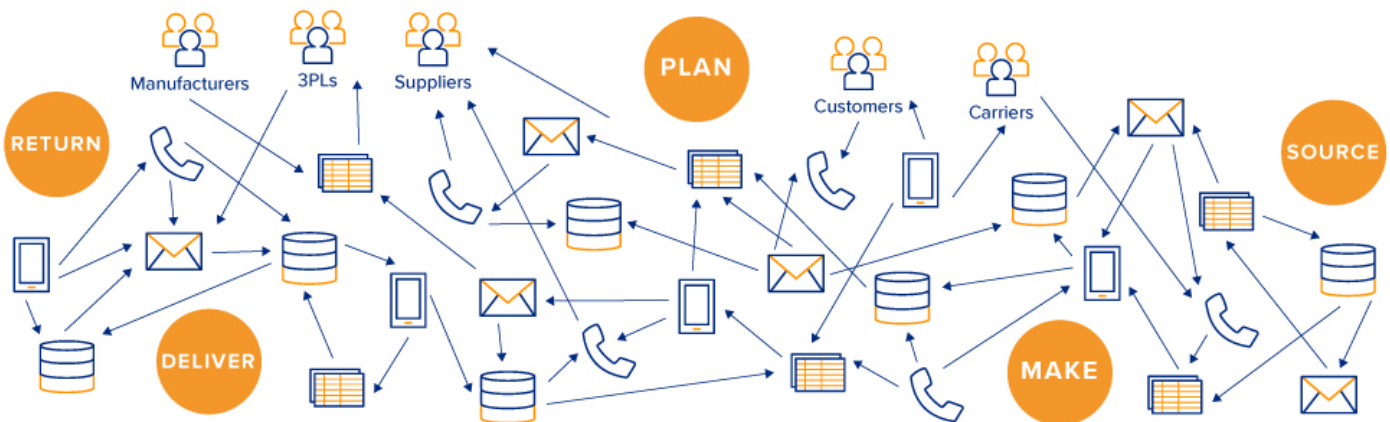 Manufacturers
3PLs
Suppliers
PLAN
Customers
Carriers
RETURN
SOURCE
DELIVER
MAKE